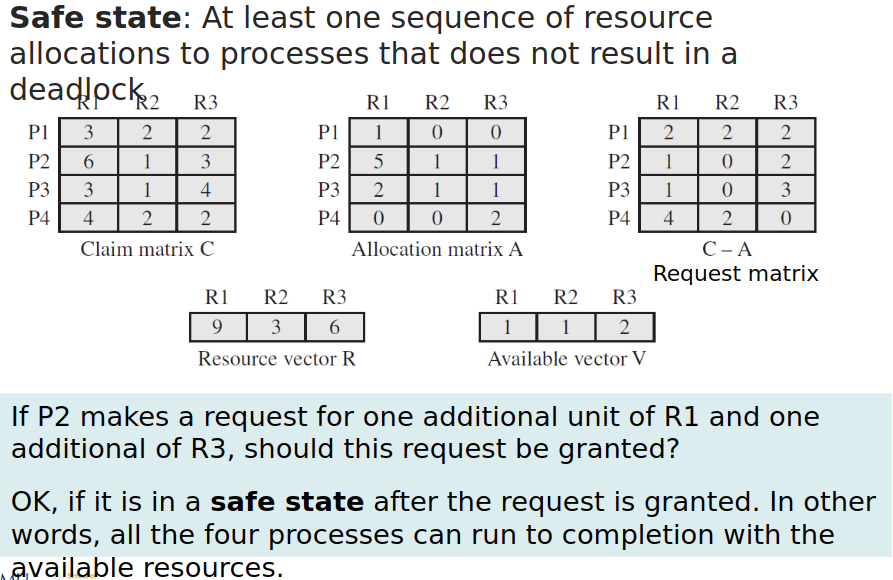 Safe state: At least one sequence of resource
allocations to processes that does not result in a
deadlock
R1 R2 R3
P1 3 2 2
P2 6 1 3
P3 3 1 4
P4 4 2 2
Claim matrix C
R1 R2 R3
P1 1 0 0
P2 5 1 1
P3 2 1 1
P4 0 0 2
Allocation matrix A
R1 R2 R3
P1 2 2 2
P2 1 0 2
P3 1 0 3
P4 4 2 0
C – A
Request matrix
R1 R2 R3
9 3 6
Resource vector R
R1 R2 R3
1 1 2
Available vector V
If P2 makes a request for one additional unit of R1 and one
additional of R3, should this request be granted?
OK, if it is in a safe state after the request is granted. In other
words, all the four processes can run to completion with the
available resources.